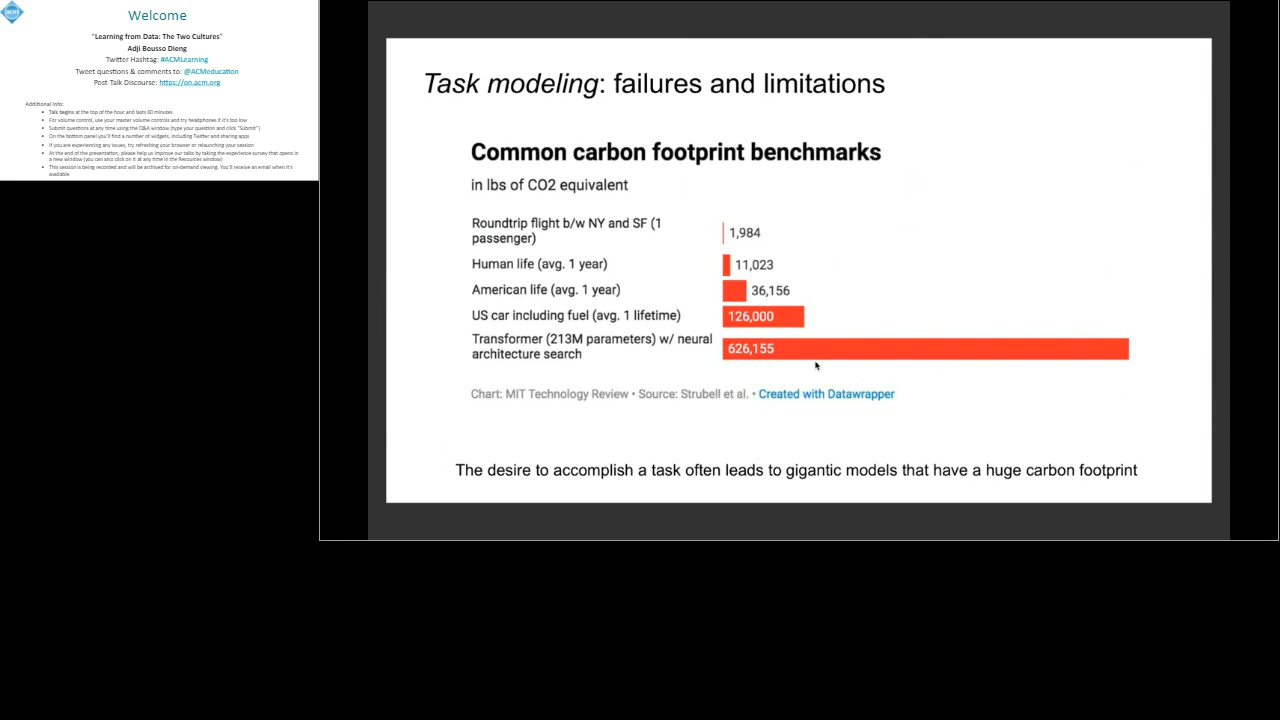 acm
Welcome
"Learning from Data: The Two Cultures"
Adji Bousso Dieng
Twitter Hashtag: #ACMLearning
Tweet questions & comments to: @ACMeducation
Post-Talk Discourse: https://on.acm.org
Additional Info:
• Talk begins at the top of the hour and lasts 60 minutes
• For volume control, use your master volume controls and try headphones if it's too low
• Submit questions at any time using the Q&A window (type your question and click "Submit")
• On the bottom panel you'll find a number of widgets, including Twitter and sharing apps
• If you are experiencing any issues, try refreshing your browser or relaunching your session
• At the end of the presentation, please help us improve our talks by taking the experience survey that opens in
a new window (you can also click on it at any time in the Resources window)
• This session is being recorded and will be archived for on-demand viewing. You'll receive an email when it's
available.
Task modeling: failures and limitations
Common carbon footprint benchmarks
in lbs of CO2 equivalent
Roundtrip flight b/w NY and SF (1
passenger)
1,984
Human life (avg. 1 year) 11,023
American life (avg. 1 year) 36,156
US car including fuel (avg. 1 lifetime) 126,000
Transformer (213M parameters) w/ neural
architecture search
626,155
Chart: MIT Technology Review • Source: Strubell et al. • Created with Datawrapper
The desire to accomplish a task often leads to gigantic models that have a huge carbon footprint